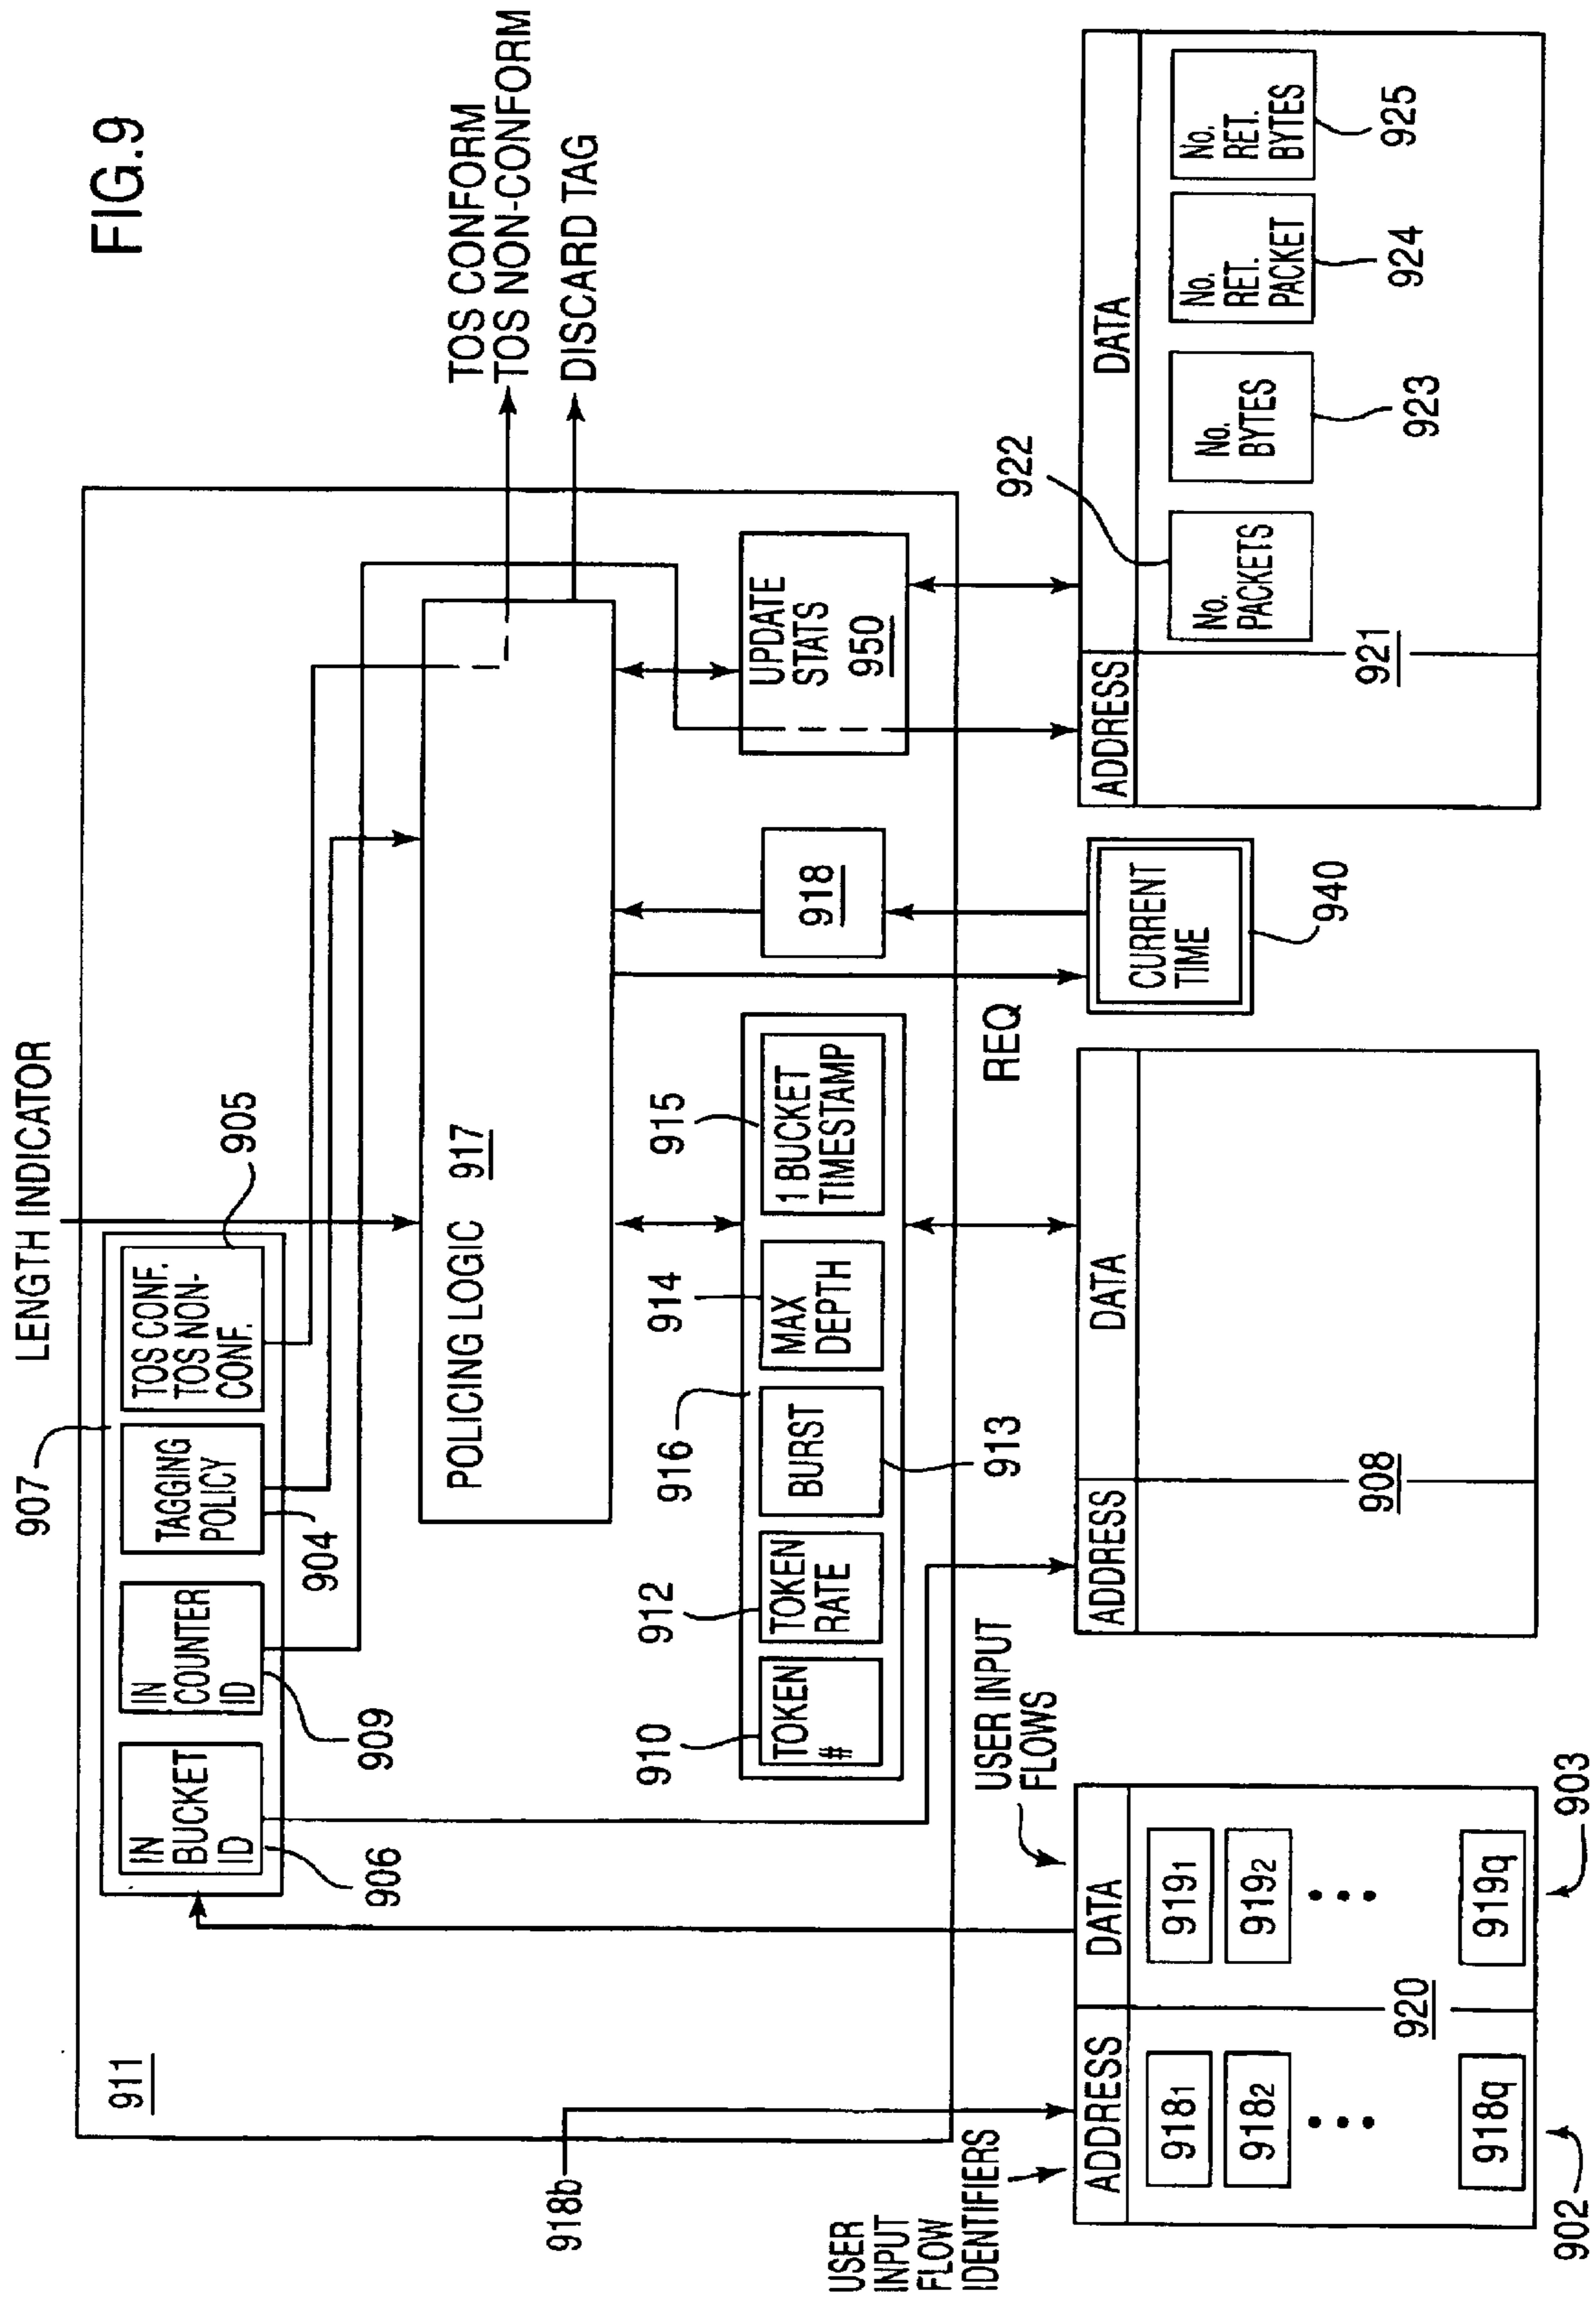 FIG.9
LENGTH INDICATOR
TOS CONFORM
TOS NON-CONFORM
DISCARD TAG
911
907
IN
BUCKET
ID
906
IN
COUNTER
ID
909
TAGGING
POLICY
904
TOS CONF.
TOS NON-
CONF.
905
POLICING LOGIC 917
916
TOKEN
#
910
TOKEN
RATE
912
BURST
913
MAX
DEPTH
914
1 BUCKET
TIMESTAMP
915
918
UPDATE
STATS
950
REQ
918b
USER
INPUT
FLOW
IDENTIFIERS
USER INPUT
FLOWS
ADDRESS
DATA
918₁
919₁
918₂
919₂
920
918q
919q
902
903
ADDRESS
DATA
908
CURRENT
TIME
940
ADDRESS
DATA
921
922
No.
PACKETS
No.
BYTES
923
No.
RET.
PACKET
924
No.
RET.
BYTES
925